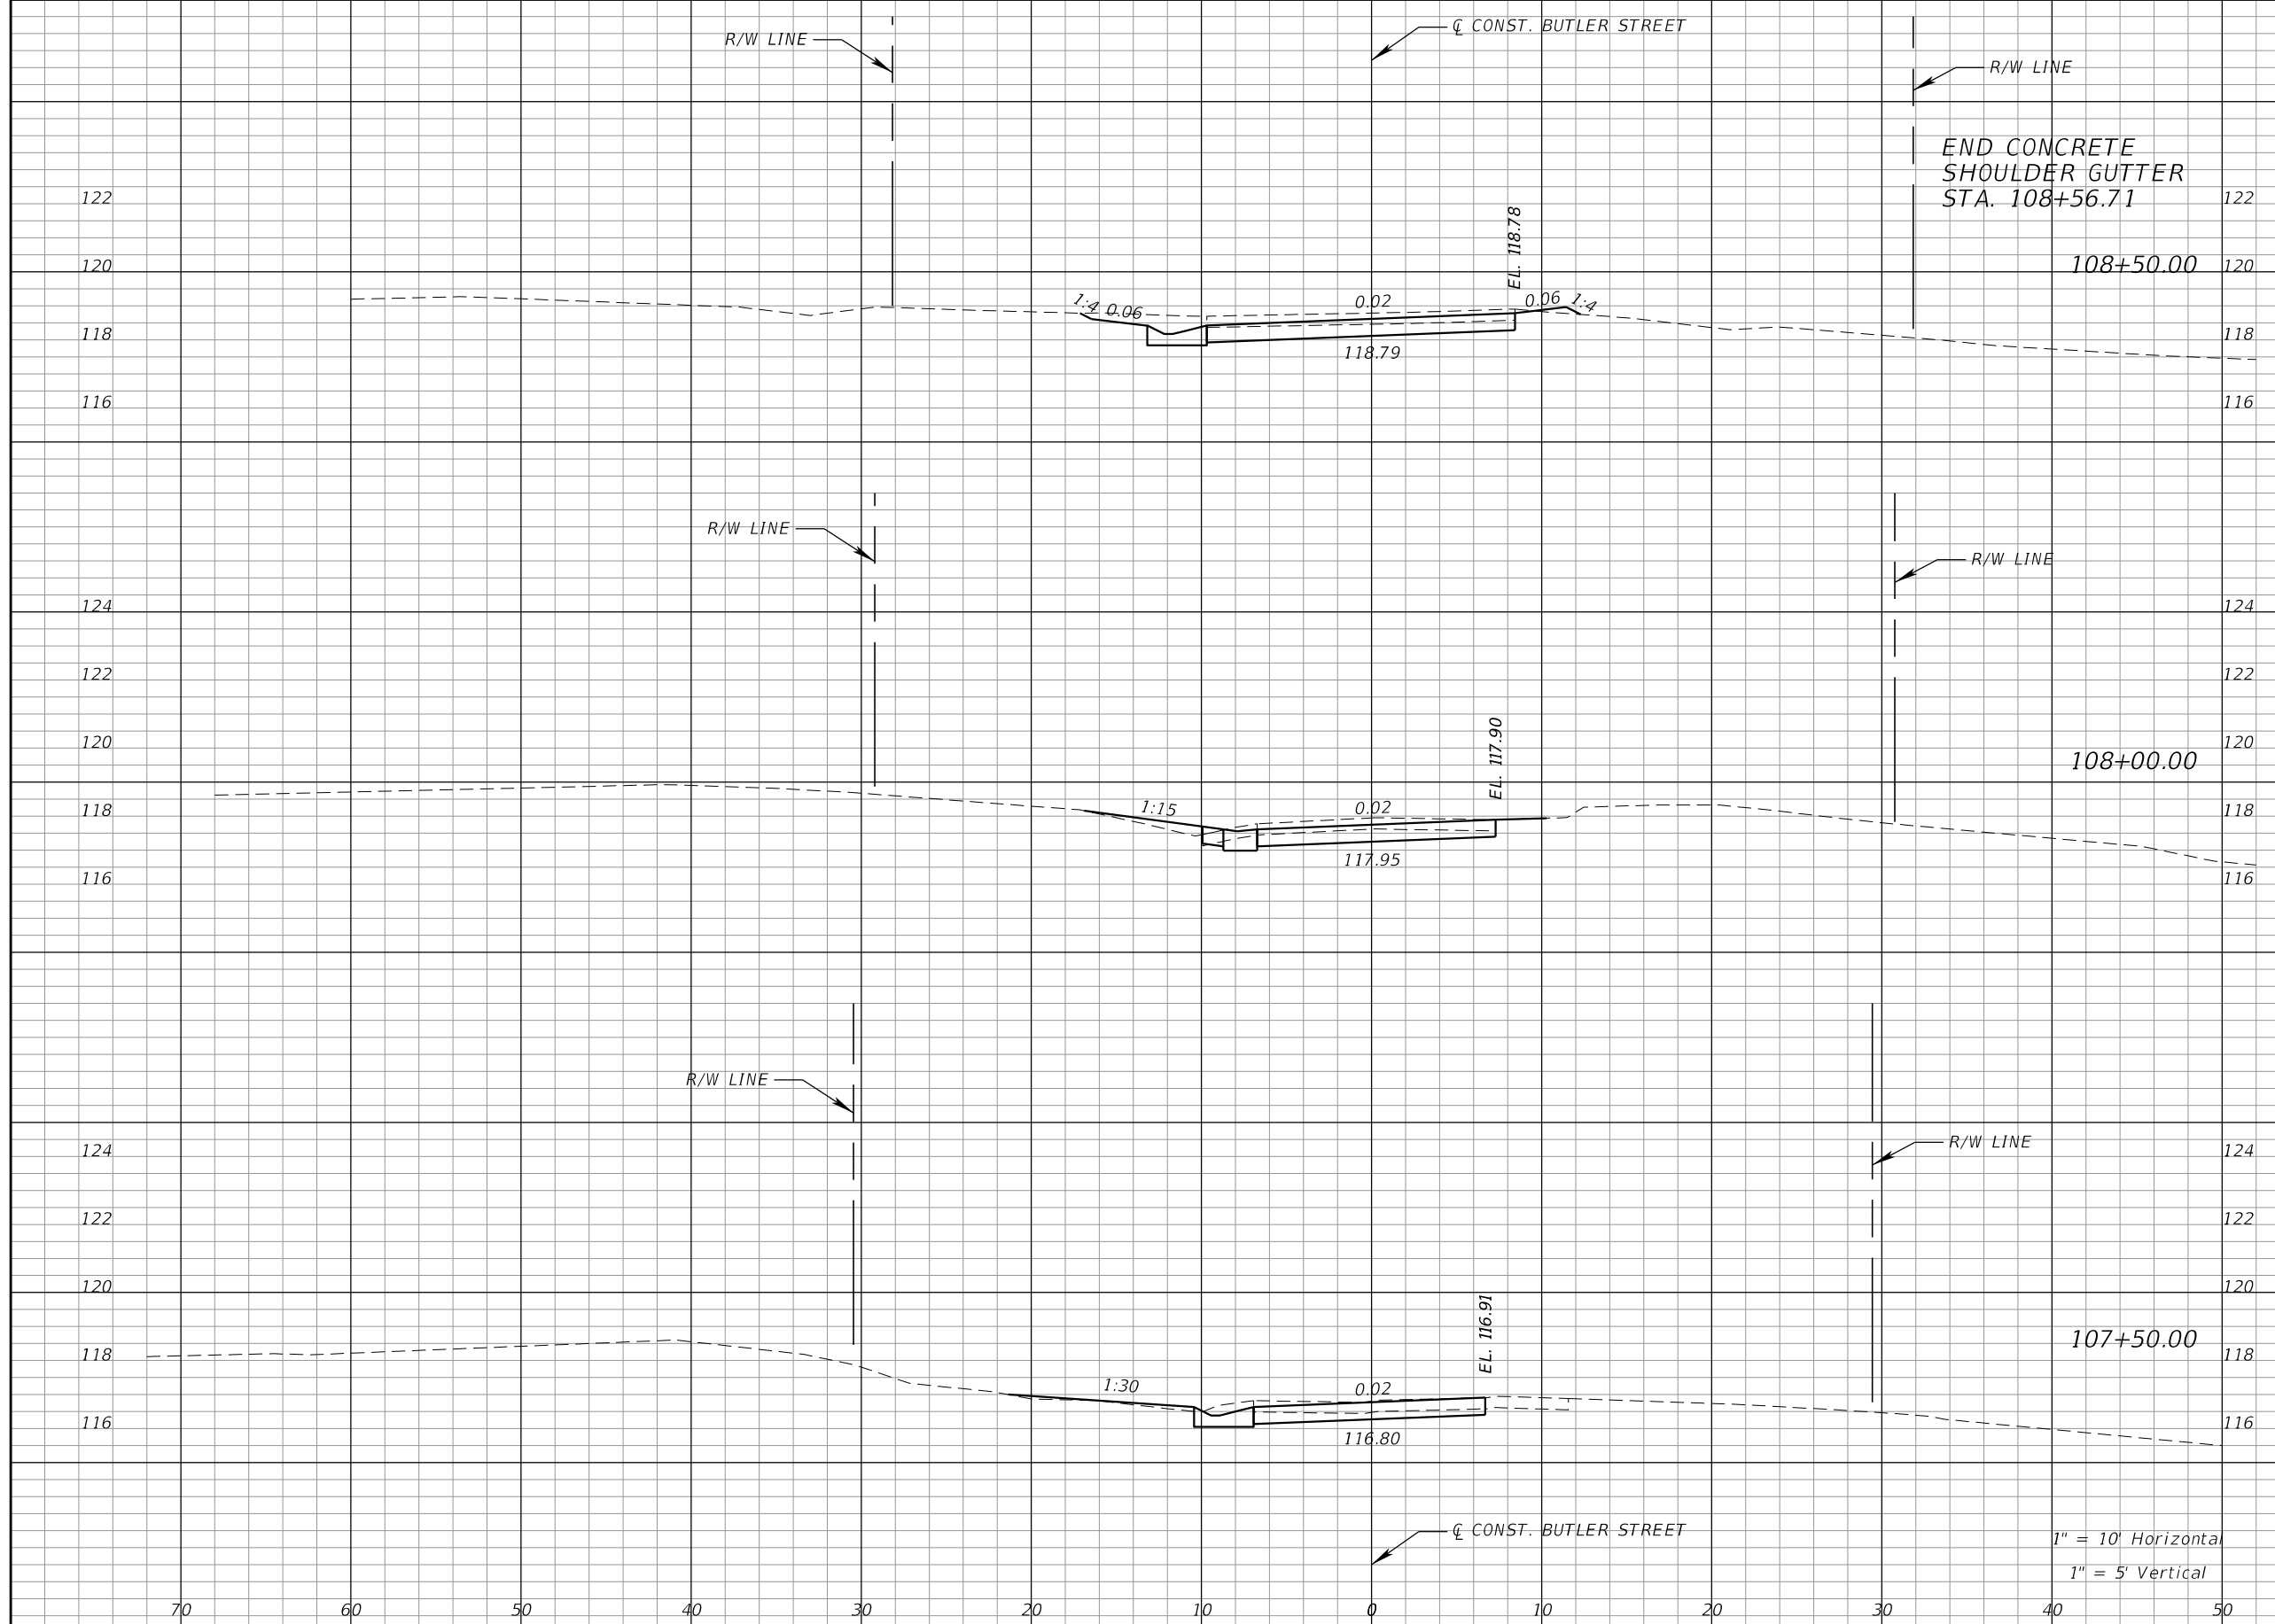 ℄ CONST. BUTLER STREET
R/W LINE
R/W LINE
END CONCRETE
SHOULDER GUTTER
STA. 108+56.71
122
122
EL. 118.78
108+50.00
120
120
1:4
0.06
0.02
0.06
1:4
118
118
118.79
116
116
R/W LINE
R/W LINE
124
124
122
122
EL. 117.90
120
108+00.00
120
118
1:15
0.02
118
117.95
116
116
R/W LINE
R/W LINE
124
124
122
122
120
120
EL. 116.91
107+50.00
118
118
1:30
0.02
116
116
116.80
℄ CONST. BUTLER STREET
1" = 10' Horizontal
1" = 5' Vertical
70 60 50 40 30 20 10 0 10 20 30 40 50